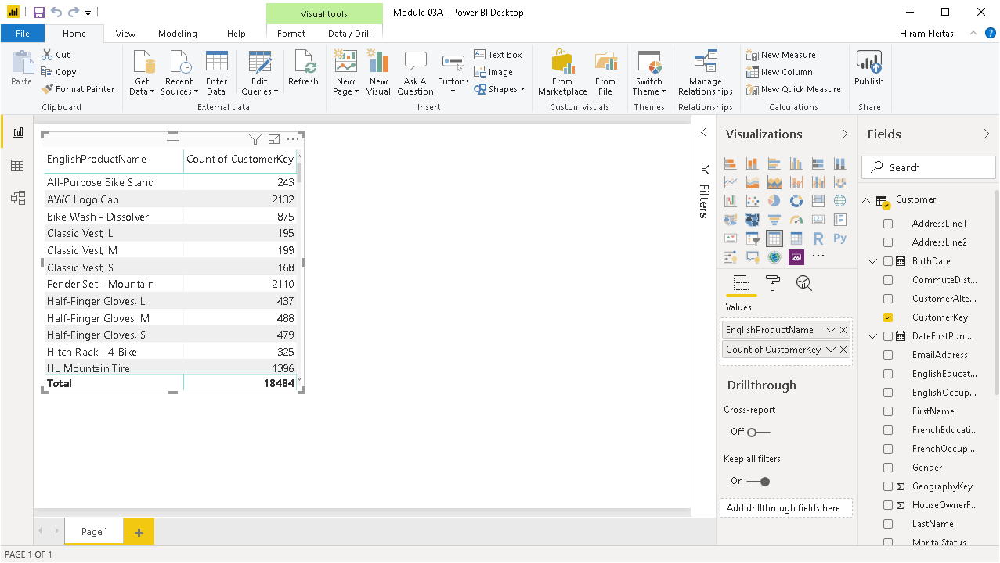 Visual tools
Module 03A - Power BI Desktop
File
Home
View
Modeling
Help
Format
Data / Drill
Hiram Fleitas
?
Paste
Cut
Copy
Format Painter
Clipboard
Get Data
Recent Sources
Enter Data
Edit Queries
External data
Refresh
New Page
New Visual
Ask A Question
Buttons
Text box
Image
Shapes
Insert
From Marketplace
From File
Custom visuals
Switch Theme
Themes
Manage Relationships
Relationships
New Measure
New Column
New Quick Measure
Calculations
Publish
Share
EnglishProductName Count of CustomerKey
All-Purpose Bike Stand 243
AWC Logo Cap 2132
Bike Wash - Dissolver 875
Classic Vest, L 195
Classic Vest, M 199
Classic Vest, S 168
Fender Set - Mountain 2110
Half-Finger Gloves, L 437
Half-Finger Gloves, M 488
Half-Finger Gloves, S 479
Hitch Rack - 4-Bike 325
HL Mountain Tire 1396
Total 18484
Filters
Visualizations
123
R
Py
Values
EnglishProductName
Count of CustomerKey
Drillthrough
Cross-report
Off
Keep all filters
On
Add drillthrough fields here
Fields
Search
Customer
AddressLine1
AddressLine2
BirthDate
CommuteDist...
CustomerAlte...
CustomerKey
DateFirstPurc...
EmailAddress
EnglishEducat...
EnglishOccup...
FirstName
FrenchEducati...
FrenchOccup...
Gender
Σ GeographyKey
Σ HouseOwnerF...
LastName
MaritalStatus
Page1
PAGE 1 OF 1